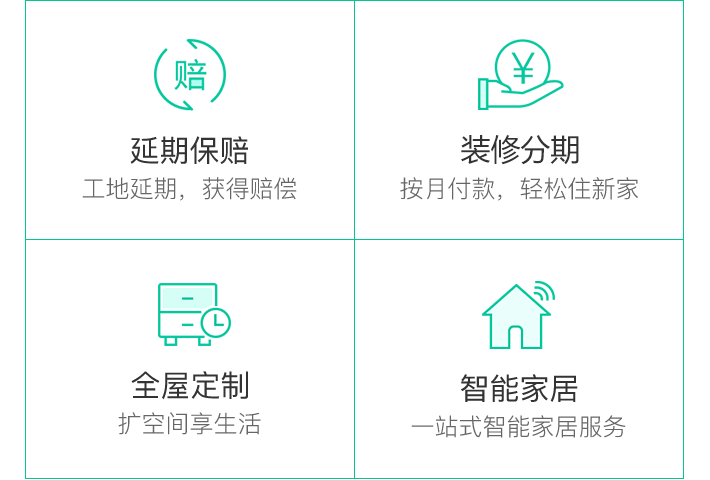 赔
¥
延期保赔
装修分期
工地延期，获得赔偿
按月付款，轻松住新家
全屋定制
智能家居
扩空间享生活
一站式智能家居服务